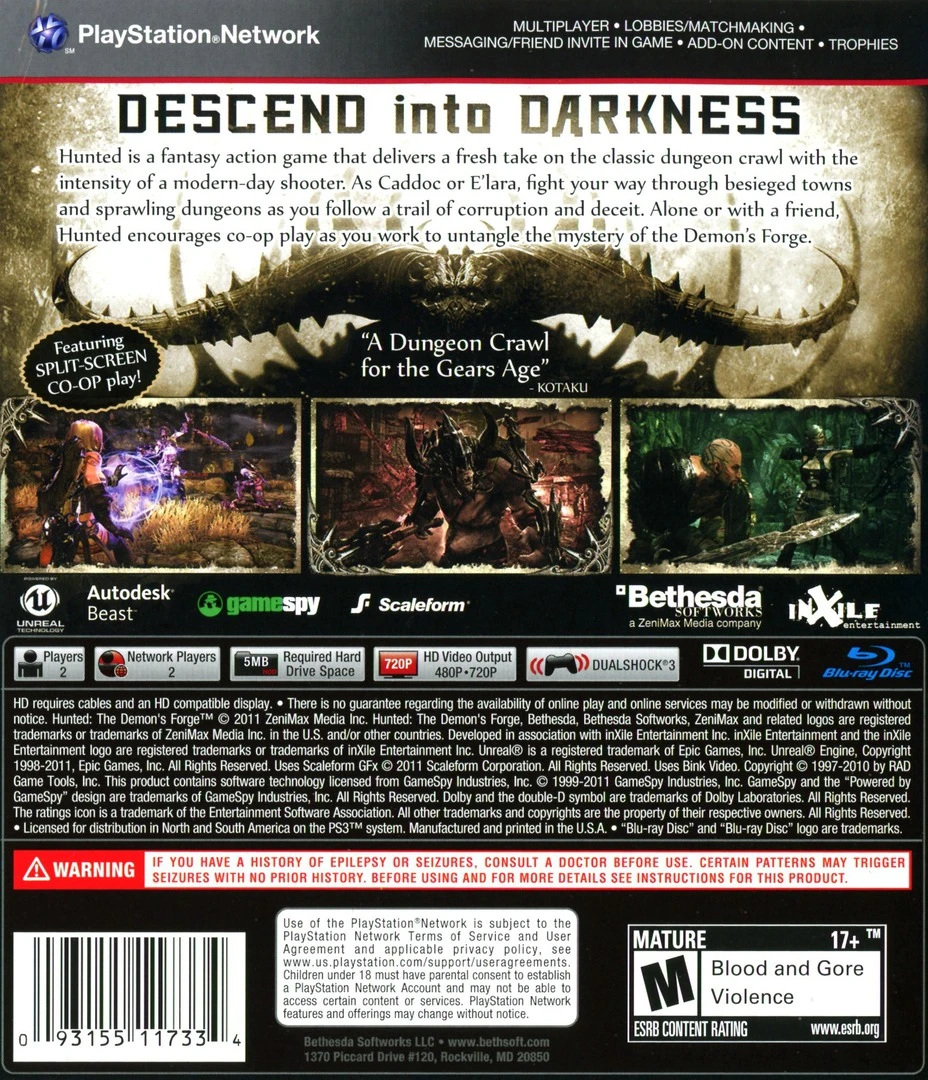 PlayStation®Network
SM
MULTIPLAYER • LOBBIES/MATCHMAKING •
MESSAGING/FRIEND INVITE IN GAME • ADD-ON CONTENT • TROPHIES
DESCEND into DARKNESS
Hunted is a fantasy action game that delivers a fresh take on the classic dungeon crawl with the
intensity of a modern-day shooter. As Caddoc or E'lara, fight your way through besieged towns
and sprawling dungeons as you follow a trail of corruption and deceit. Alone or with a friend,
Hunted encourages co-op play as you work to untangle the mystery of the Demon's Forge.
Featuring
SPLIT-SCREEN
CO-OP play!
“A Dungeon Crawl
for the Gears Age”
- KOTAKU
POWERED BY
UNREAL
TECHNOLOGY
Autodesk®
Beast™
gamespy
Scaleform®
Bethesda®
SOFTWORKS
a ZeniMax Media company
INXILE
entertainment
Players
2
Network Players
2
5MB
HDD
Required Hard
Drive Space
720P
HD Video Output
480P•720P
DUALSHOCK®3
DOLBY®
DIGITAL
Blu-ray Disc™
HD requires cables and an HD compatible display. • There is no guarantee regarding the availability of online play and online services may be modified or withdrawn without
notice. Hunted: The Demon's Forge™ © 2011 ZeniMax Media Inc. Hunted: The Demon's Forge, Bethesda, Bethesda Softworks, ZeniMax and related logos are registered
trademarks or trademarks of ZeniMax Media Inc. in the U.S. and/or other countries. Developed in association with inXile Entertainment Inc. inXile Entertainment and the inXile
Entertainment logo are registered trademarks or trademarks of inXile Entertainment Inc. Unreal® is a registered trademark of Epic Games, Inc. Unreal® Engine, Copyright
1998-2011, Epic Games, Inc. All Rights Reserved. Uses Scaleform GFx © 2011 Scaleform Corporation. All Rights Reserved. Uses Bink Video. Copyright © 1997-2010 by RAD
Game Tools, Inc. This product contains software technology licensed from GameSpy Industries, Inc. © 1999-2011 GameSpy Industries, Inc. GameSpy and the “Powered by
GameSpy” design are trademarks of GameSpy Industries, Inc. All Rights Reserved. Dolby and the double-D symbol are trademarks of Dolby Laboratories. All Rights Reserved.
The ratings icon is a trademark of the Entertainment Software Association. All other trademarks and copyrights are the property of their respective owners. All Rights Reserved.
• Licensed for distribution in North and South America on the PS3™ system. Manufactured and printed in the U.S.A. • “Blu-ray Disc” and “Blu-ray Disc” logo are trademarks.
WARNING
IF YOU HAVE A HISTORY OF EPILEPSY OR SEIZURES, CONSULT A DOCTOR BEFORE USE. CERTAIN PATTERNS MAY TRIGGER
SEIZURES WITH NO PRIOR HISTORY. BEFORE USING AND FOR MORE DETAILS SEE INSTRUCTIONS FOR THIS PRODUCT.
0 93155 11733 4
Use of the PlayStation®Network is subject to the
PlayStation Network Terms of Service and User
Agreement and applicable privacy policy, see
www.us.playstation.com/support/useragreements.
Children under 18 must have parental consent to establish
a PlayStation Network Account and may not be able to
access certain content or services. PlayStation Network
features and offerings may change without notice.
Bethesda Softworks LLC • www.bethsoft.com
1370 Piccard Drive #120, Rockville, MD 20850
MATURE 17+ ™
M
Blood and Gore
Violence
ESRB CONTENT RATING www.esrb.org